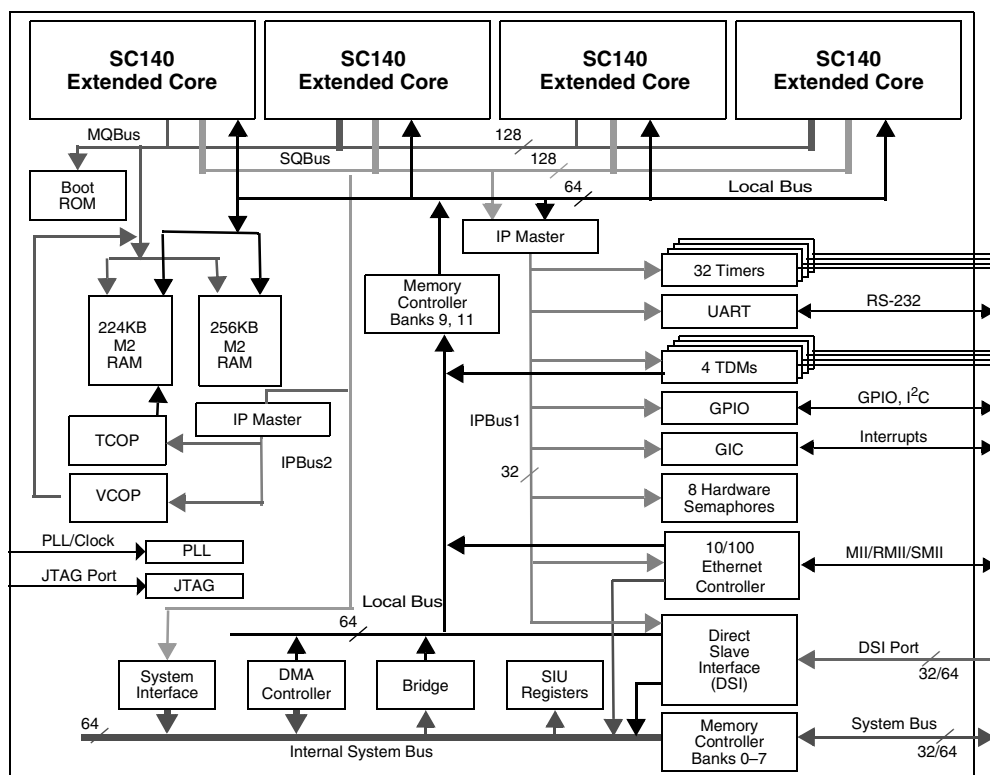 SC140
Extended Core
SC140
Extended Core
SC140
Extended Core
SC140
Extended Core
MQBus
128
SQBus
128
64
Local Bus
Boot
ROM
IP Master
32 Timers
Memory
Controller
Banks 9, 11
UART
RS-232
224KB
M2
RAM
256KB
M2
RAM
4 TDMs
IP Master
IPBus1
GPIO
GPIO, I²C
TCOP
IPBus2
GIC
Interrupts
32
VCOP
8 Hardware
Semaphores
PLL/Clock
PLL
10/100
Ethernet
Controller
MII/RMII/SMII
JTAG Port
JTAG
Local Bus
64
Direct
Slave
Interface
(DSI)
DSI Port
32/64
System
Interface
DMA
Controller
Bridge
SIU
Registers
64
Internal System Bus
Memory
Controller
Banks 0–7
System Bus
32/64